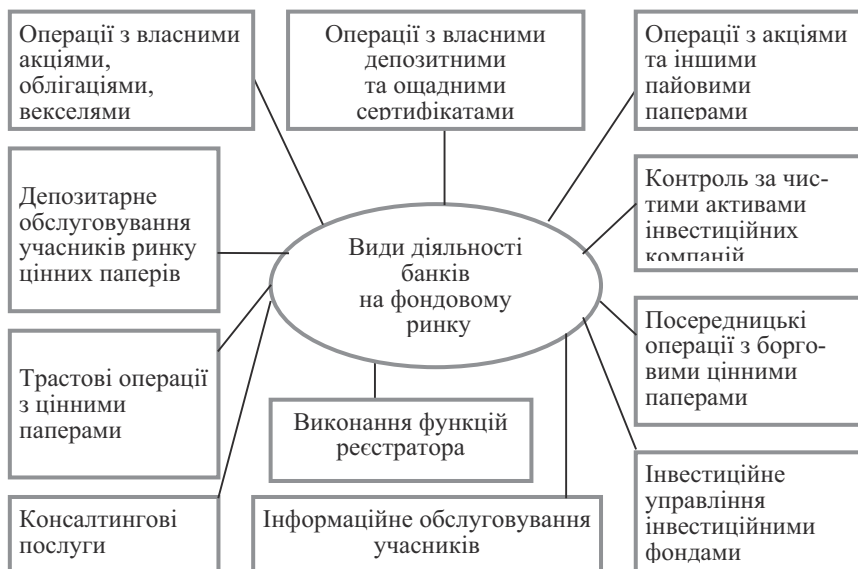 Операції з власними
акціями,
облігаціями,
векселями
Операції з власними
депозитними
та ощадними
сертифікатами
Операції з акціями
та іншими
пайовими
паперами
Депозитарне
обслуговування
учасників ринку
цінних паперів
Види діяльності
банків
на фондовому
ринку
Контроль за чис-
тими активами
інвестиційних
компаній
Трастові операції
з цінними
паперами
Посередницькі
операції з борго-
вими цінними
паперами
Виконання функцій
реєстратора
Консалтингові
послуги
Інформаційне обслуговування
учасників
Інвестиційне
управління
інвестиційними
фондами